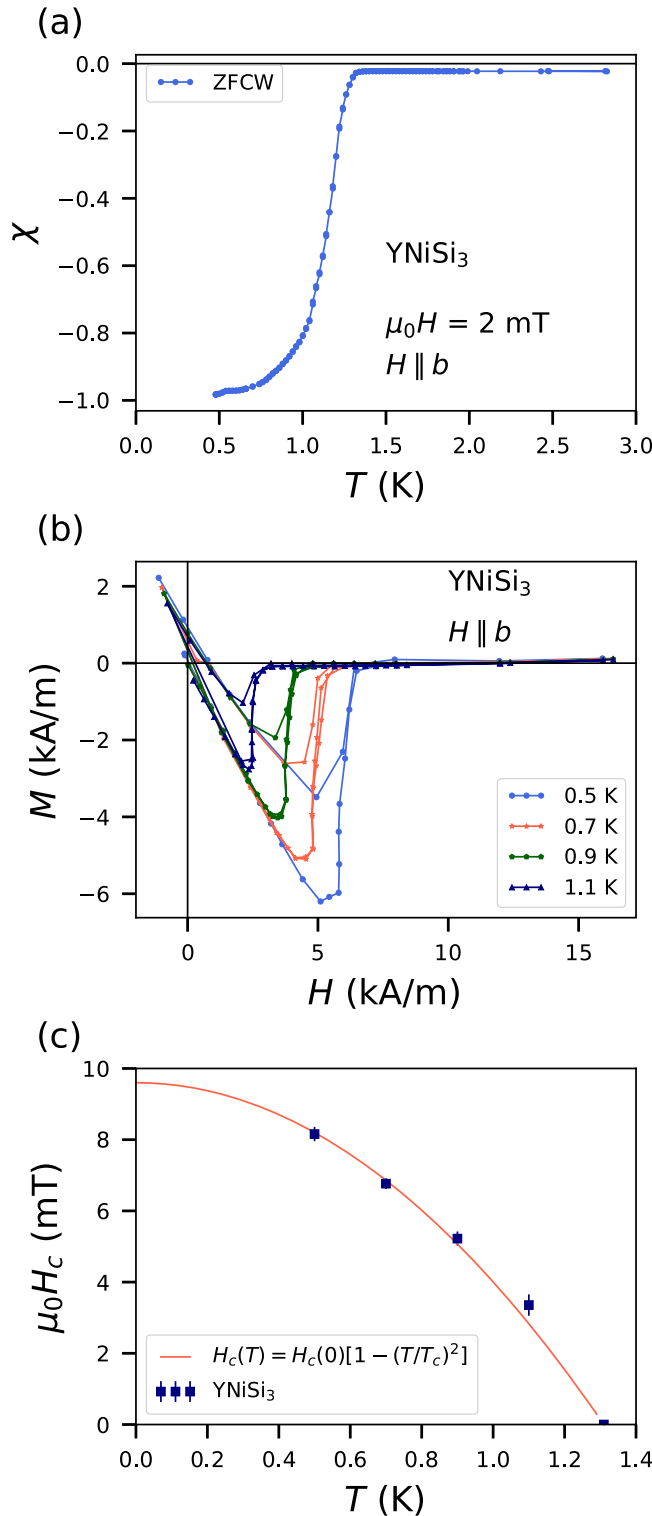 (a)
0.0
−0.2
−0.4
−0.6
−0.8
−1.0
χ
ZFCW
YNiSi₃
μ₀H = 2 mT
H ∥ b
0.0 0.5 1.0 1.5 2.0 2.5 3.0
T (K)
(b)
2
0
−2
−4
−6
M (kA/m)
YNiSi₃
H ∥ b
0.5 K
0.7 K
0.9 K
1.1 K
0 5 10 15
H (kA/m)
(c)
10
8
6
4
2
0
μ₀H_c (mT)
H_c(T) = H_c(0)[1 − (T/T_c)²]
YNiSi₃
0.0 0.2 0.4 0.6 0.8 1.0 1.2 1.4
T (K)